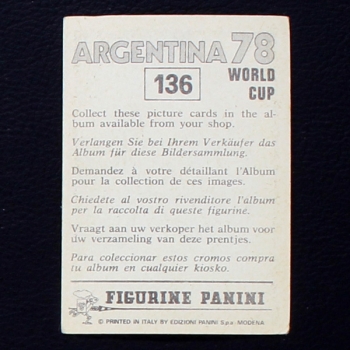 ARGENTINA 78
136
WORLD
CUP
Collect these picture cards in the al-
bum available from your shop.
Verlangen Sie bei Ihrem Verkäufer das
Album für diese Bildersammlung.
Demandez à votre détaillant l'Album
pour la collection de ces images.
Chiedete al vostro rivenditore l'album
per la raccolta di queste figurine.
Vraagt aan uw verkoper het album voor
uw verzameling van deze prentjes.
Para coleccionar estos cromos compra
tu album en cualquier kiosko.
FIGURINE PANINI
© PRINTED IN ITALY BY EDIZIONI PANINI S.p.a. MODENA